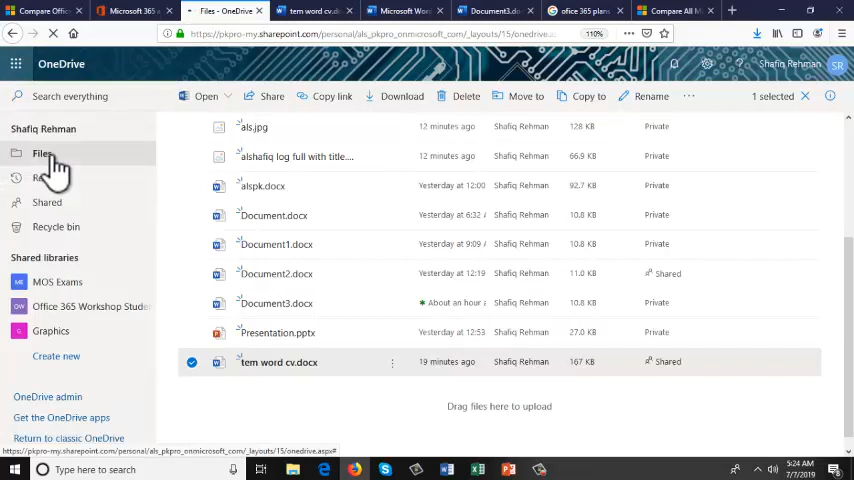 Compare Office
Microsoft 365 a
Files - OneDrive
tem word cv.do
Microsoft Wor
Document3.do
ofice 365 plans
Compare All M
https://pkpro-my.sharepoint.com/personal/als_pkpro_onmicrosoft_com/_layouts/15/onedrive.asp
110%
OneDrive
Shafiq Rehman
SR
Search everything
Open
Share
Copy link
Download
Delete
Move to
Copy to
Rename
1 selected
Shafiq Rehman
Files
Re
Shared
Recycle bin
Shared libraries
ME MOS Exams
OW Office 365 Workshop Studen
G Graphics
Create new
OneDrive admin
Get the OneDrive apps
Return to classic OneDrive
als.jpg 12 minutes ago Shafiq Rehman 128 KB Private
alshafiq log full with title.... 12 minutes ago Shafiq Rehman 66.9 KB Private
alspk.docx Yesterday at 12:00 Shafiq Rehman 92.7 KB Private
Document.docx Yesterday at 6:32 Shafiq Rehman 10.8 KB Private
Document1.docx Yesterday at 9:09 Shafiq Rehman 10.8 KB Private
Document2.docx Yesterday at 12:19 Shafiq Rehman 11.0 KB Shared
Document3.docx About an hour a Shafiq Rehman 10.8 KB Private
Presentation.pptx Yesterday at 12:53 Shafiq Rehman 27.0 KB Private
tem word cv.docx 19 minutes ago Shafiq Rehman 167 KB Shared
Drag files here to upload
https://pkpro-my.sharepoint.com/personal/als_pkpro_onmicrosoft_com/_layouts/15/onedrive.aspx#
Type here to search
5:24 AM
7/7/2019